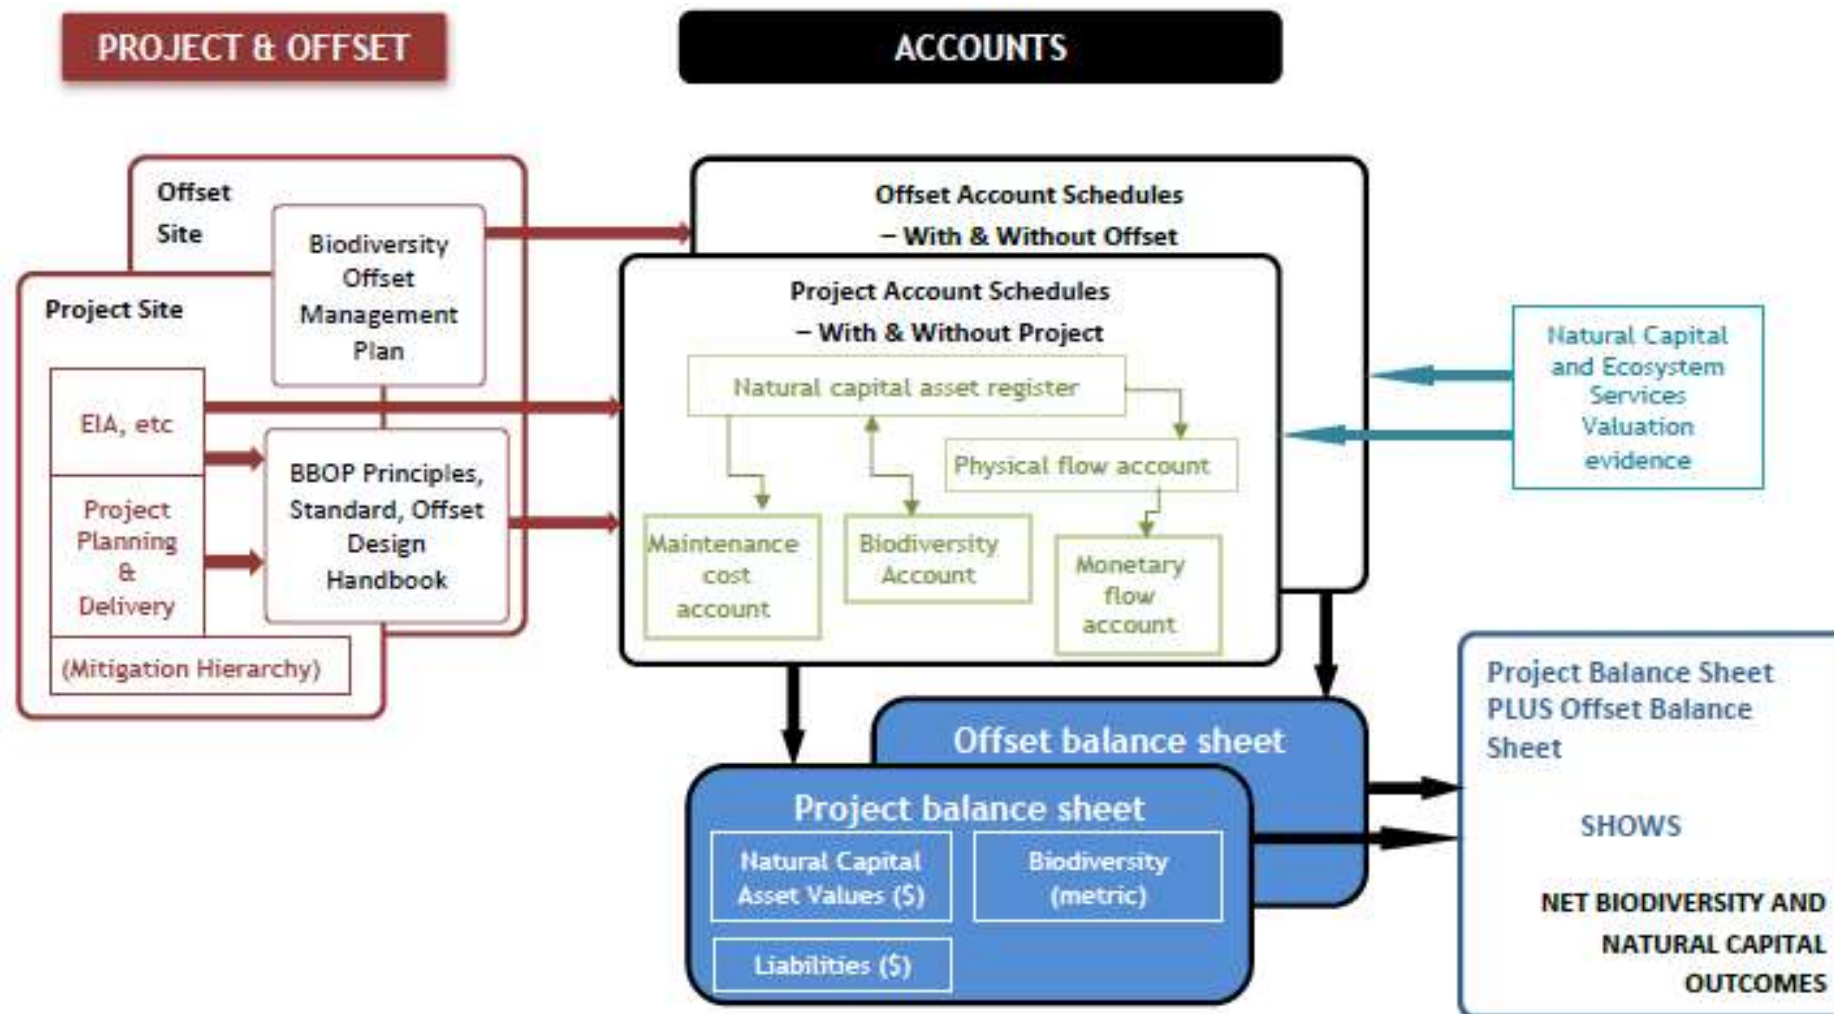 PROJECT & OFFSET
ACCOUNTS
Offset
Site
Biodiversity
Offset
Management
Plan
Project Site
EIA, etc
Project
Planning
&
Delivery
(Mitigation Hierarchy)
BBOP Principles,
Standard, Offset
Design
Handbook
Offset Account Schedules
– With & Without Offset
Project Account Schedules
– With & Without Project
Natural capital asset register
Physical flow account
Maintenance
cost
account
Biodiversity
Account
Monetary
flow
account
Natural Capital
and Ecosystem
Services
Valuation
evidence
Offset balance sheet
Project balance sheet
Natural Capital
Asset Values ($)
Biodiversity
(metric)
Liabilities ($)
Project Balance Sheet
PLUS Offset Balance
Sheet
SHOWS
NET BIODIVERSITY AND
NATURAL CAPITAL
OUTCOMES